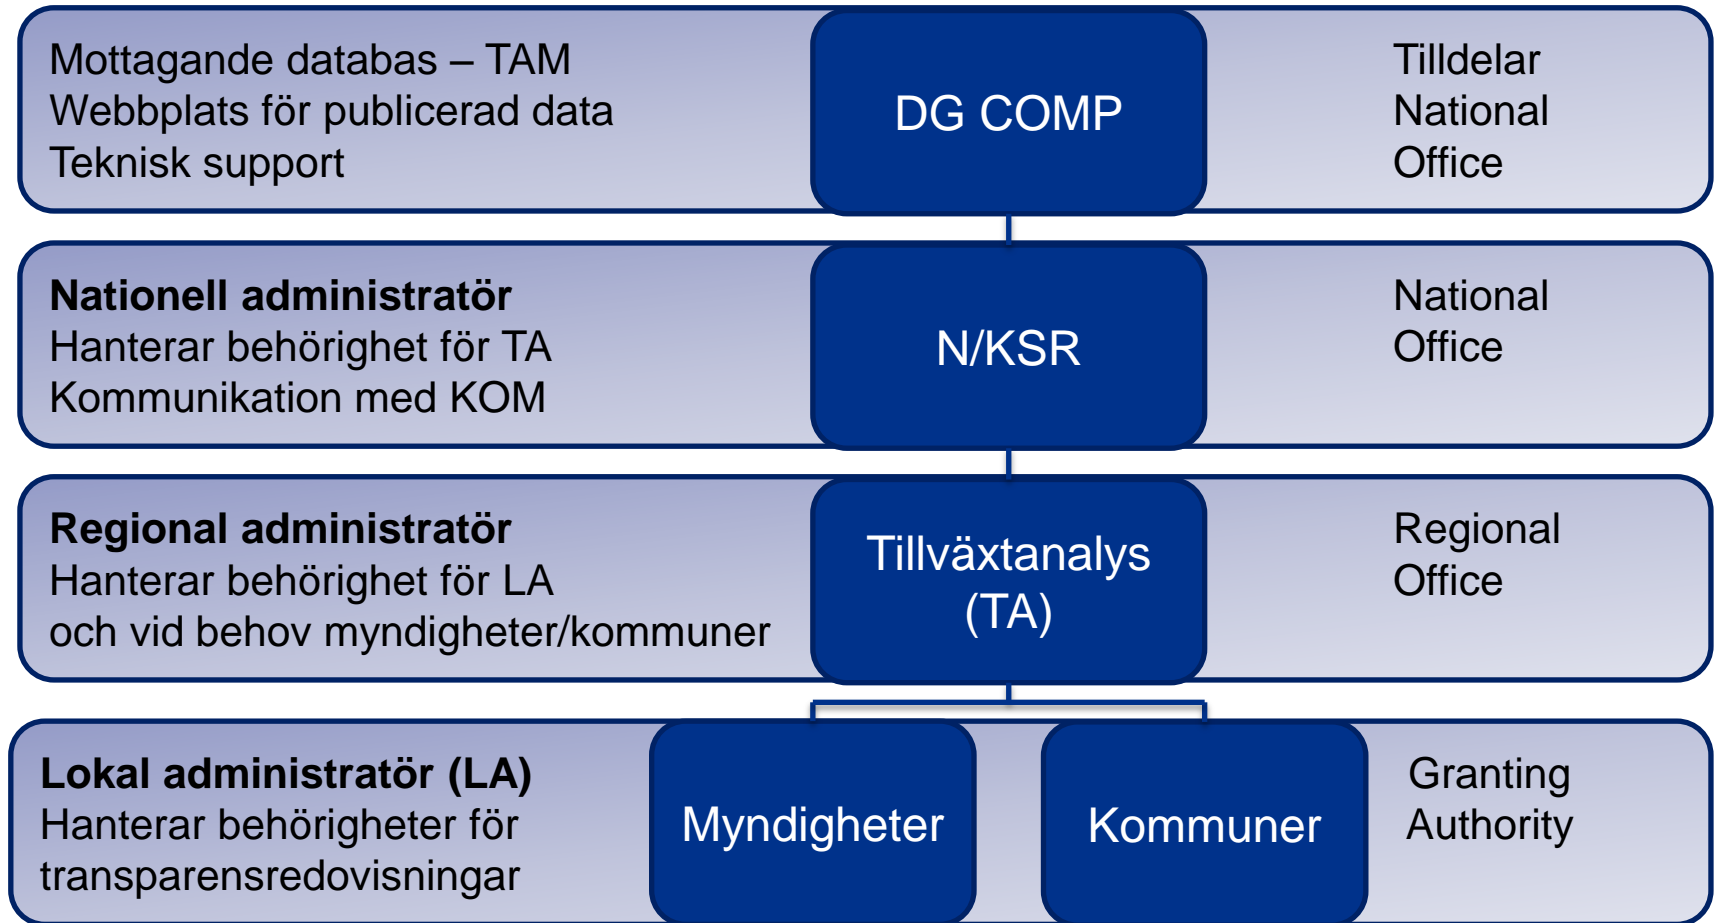 Mottagande databas – TAM
Webbplats för publicerad data
Teknisk support
DG COMP
Tilldelar
National
Office
Nationell administratör
Hanterar behörighet för TA
Kommunikation med KOM
N/KSR
National
Office
Regional administratör
Hanterar behörighet för LA
och vid behov myndigheter/kommuner
Tillväxtanalys
(TA)
Regional
Office
Lokal administratör (LA)
Hanterar behörigheter för
transparensredovisningar
Myndigheter
Kommuner
Granting
Authority